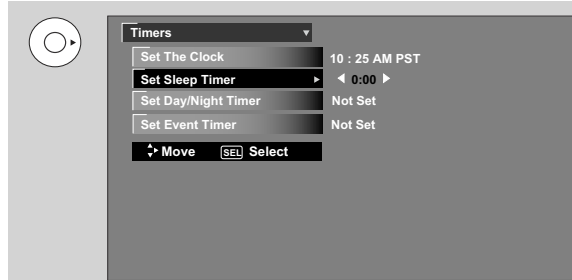 Timers
Set The Clock 10 : 25 AM PST
Set Sleep Timer 0:00
Set Day/Night Timer Not Set
Set Event Timer Not Set
Move SEL Select